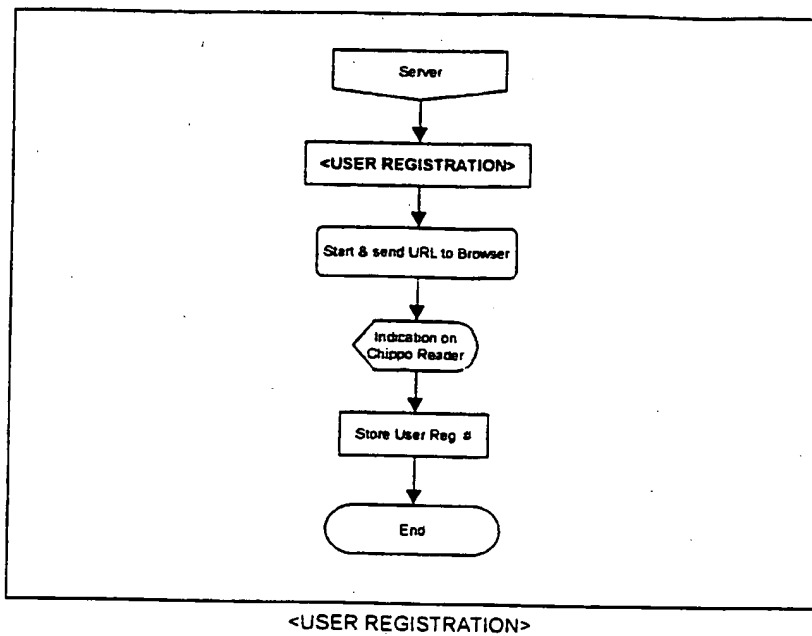 Server
<USER REGISTRATION>
Start & send URL to Browser
Indication on
Chippo Reader
Store User Reg #
End
<USER REGISTRATION>